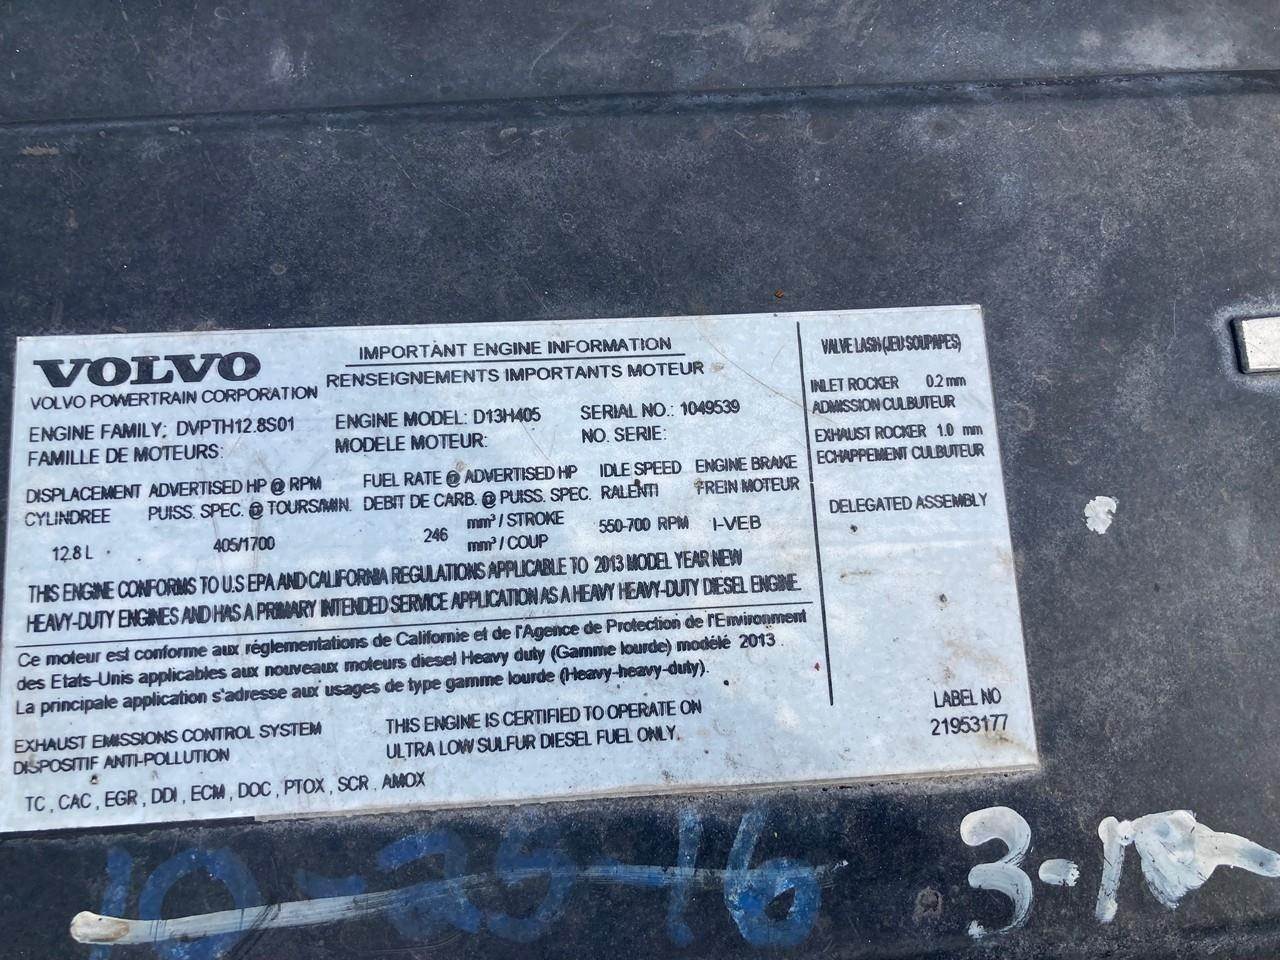 VOLVO
VOLVO POWERTRAIN CORPORATION
IMPORTANT ENGINE INFORMATION
RENSEIGNEMENTS IMPORTANTS MOTEUR
ENGINE FAMILY: DVPTH12.8S01
FAMILLE DE MOTEURS:
ENGINE MODEL: D13H405
MODELE MOTEUR:
SERIAL NO.: 1049539
NO. SERIE:
DISPLACEMENT
CYLINDREE
12.8 L
ADVERTISED HP @ RPM
PUISS. SPEC. @ TOURS/MIN.
405/1700
FUEL RATE @ ADVERTISED HP
DEBIT DE CARB. @ PUISS. SPEC.
246 mm³ / STROKE
mm³ / COUP
IDLE SPEED
RALENTI
550-700 RPM
ENGINE BRAKE
FREIN MOTEUR
I-VEB
THIS ENGINE CONFORMS TO U.S EPA AND CALIFORNIA REGULATIONS APPLICABLE TO 2013 MODEL YEAR NEW
HEAVY-DUTY ENGINES AND HAS A PRIMARY INTENDED SERVICE APPLICATION AS A HEAVY HEAVY-DUTY DIESEL ENGINE.
Ce moteur est conforme aux réglementations de Californie et de l'Agence de Protection de l'Environment
des Etats-Unis applicables aux nouveaux moteurs diesel Heavy duty (Gamme lourde) modélé 2013.
La principale application s'adresse aux usages de type gamme lourde (Heavy-heavy-duty).
EXHAUST EMISSIONS CONTROL SYSTEM
DISPOSITIF ANTI-POLLUTION
THIS ENGINE IS CERTIFIED TO OPERATE ON
ULTRA LOW SULFUR DIESEL FUEL ONLY.
TC , CAC , EGR , DDI , ECM , DOC , PTOX , SCR , AMOX
VALVE LASH (JEU SOUPAPES)
INLET ROCKER 0.2 mm
ADMISSION CULBUTEUR
EXHAUST ROCKER 1.0 mm
ECHAPPEMENT CULBUTEUR
DELEGATED ASSEMBLY
LABEL NO
21953177
10-25-16